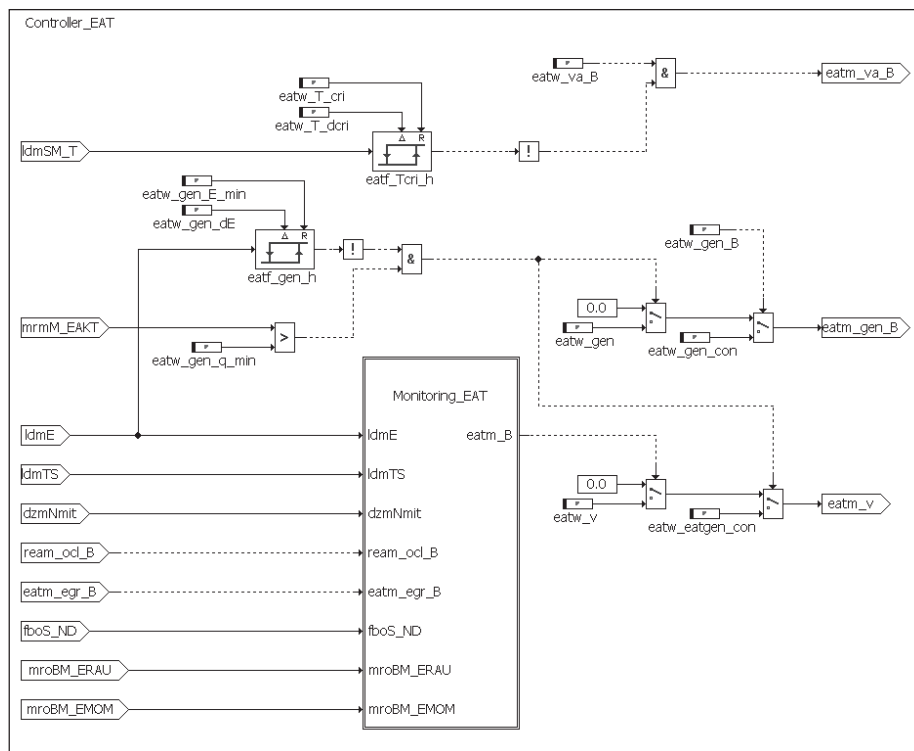 Controller_EAT
P
eatw_va_B
&
eatm_va_B
P
eatw_T_cri
P
eatw_T_dcri
Δ R
ldmSM_T
!
eatf_Tcri_h
P
eatw_gen_E_min
P
eatw_gen_dE
Δ R
!
&
eatf_gen_h
P
eatw_gen_B
0.0
P
eatw_gen
P
eatw_gen_con
eatm_gen_B
mrmM_EAKT
>
P
eatw_gen_q_min
Monitoring_EAT
ldmE
ldmE
eatm_B
ldmTS
ldmTS
0.0
P
eatw_v
P
eatw_eatgen_con
eatm_v
dzmNmit
dzmNmit
ream_ocl_B
ream_ocl_B
eatm_egr_B
eatm_egr_B
fboS_ND
fboS_ND
mroBM_ERAU
mroBM_ERAU
mroBM_EMOM
mroBM_EMOM